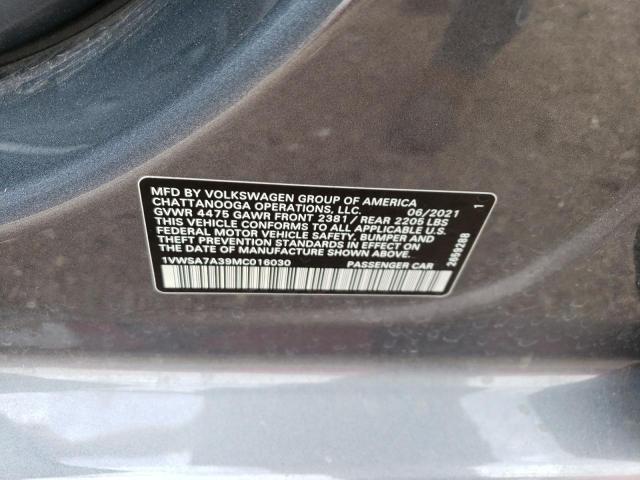 MFD BY VOLKSWAGEN GROUP OF AMERICA
CHATTANOOGA OPERATIONS, LLC. 06/2021
GVWR 4475 GAWR FRONT 2381 / REAR 2205 LBS
THIS VEHICLE CONFORMS TO ALL APPLICABLE U.S.
FEDERAL MOTOR VEHICLE SAFETY, BUMPER AND
THEFT PREVENTION STANDARDS IN EFFECT ON
THE DATE OF MANUFACTURE SHOWN ABOVE.
1VWSA7A39MC016030 PASSENGER CAR
2859288 1